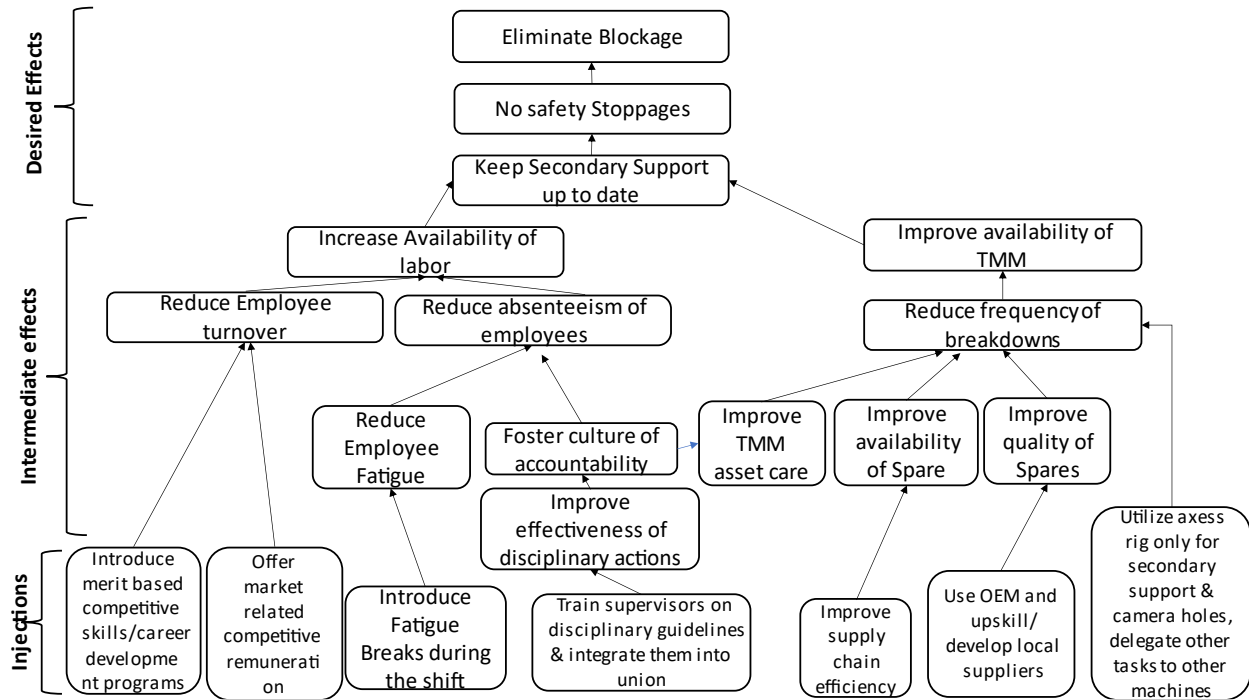 Desired Effects
Eliminate Blockage
No safety Stoppages
Keep Secondary Support
up to date
Intermediate effects
Increase Availability of
labor
Improve availability of
TMM
Reduce Employee
turnover
Reduce absenteeism of
employees
Reduce frequency of
breakdowns
Reduce
Employee
Fatigue
Foster culture of
accountability
Improve
TMM
asset care
Improve
availability
of Spare
Improve
quality of
Spares
Improve
effectiveness of
disciplinary actions
Injections
Introduce
merit based
competitive
skills/career
developme
nt programs
Offer
market
related
competitive
remunerati
on
Introduce
Fatigue
Breaks during
the shift
Train supervisors on
disciplinary guidelines
& integrate them into
union
Improve
supply
chain
efficiency
Use OEM and
upskill/
develop local
suppliers
Utilize axess
rig only for
secondary
support &
camera holes,
delegate other
tasks to other
machines